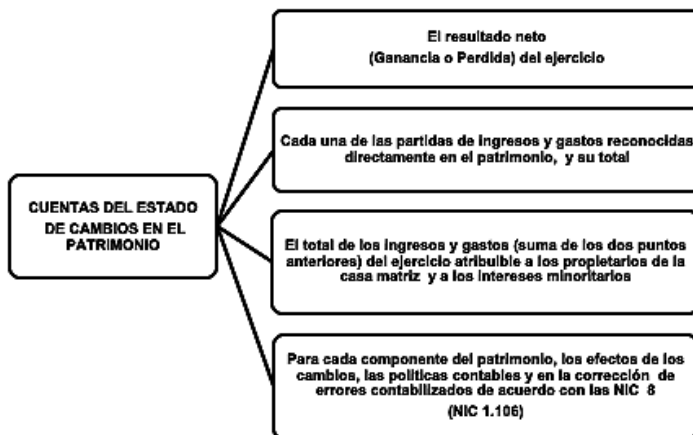 El resultado neto
(Ganancia o Perdida) del ejercicio
Cada una de las partidas de ingresos y gastos reconocidas
directamente en el patrimonio, y su total
CUENTAS DEL ESTADO
DE CAMBIOS EN EL
PATRIMONIO
El total de los ingresos y gastos (suma de los dos puntos
anteriores) del ejercicio atribuible a los propietarios de la
casa matriz y a los intereses minoritarios
Para cada componente del patrimonio, los efectos de los
cambios, las politicas contables y en la corrección de
errores contabilizados de acuerdo con las NIC 8
(NIC 1.106)